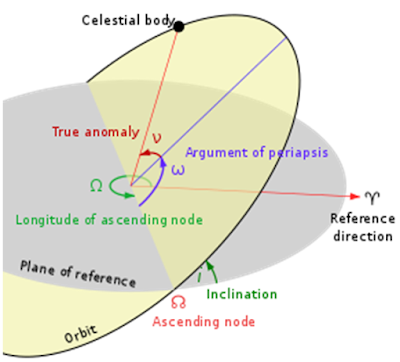 Celestial body
True anomaly
ν
Argument of periapsis
ω
Ω
♈︎
Longitude of ascending node
Reference
direction
Plane of reference
i
Inclination
☊
Ascending node
Orbit